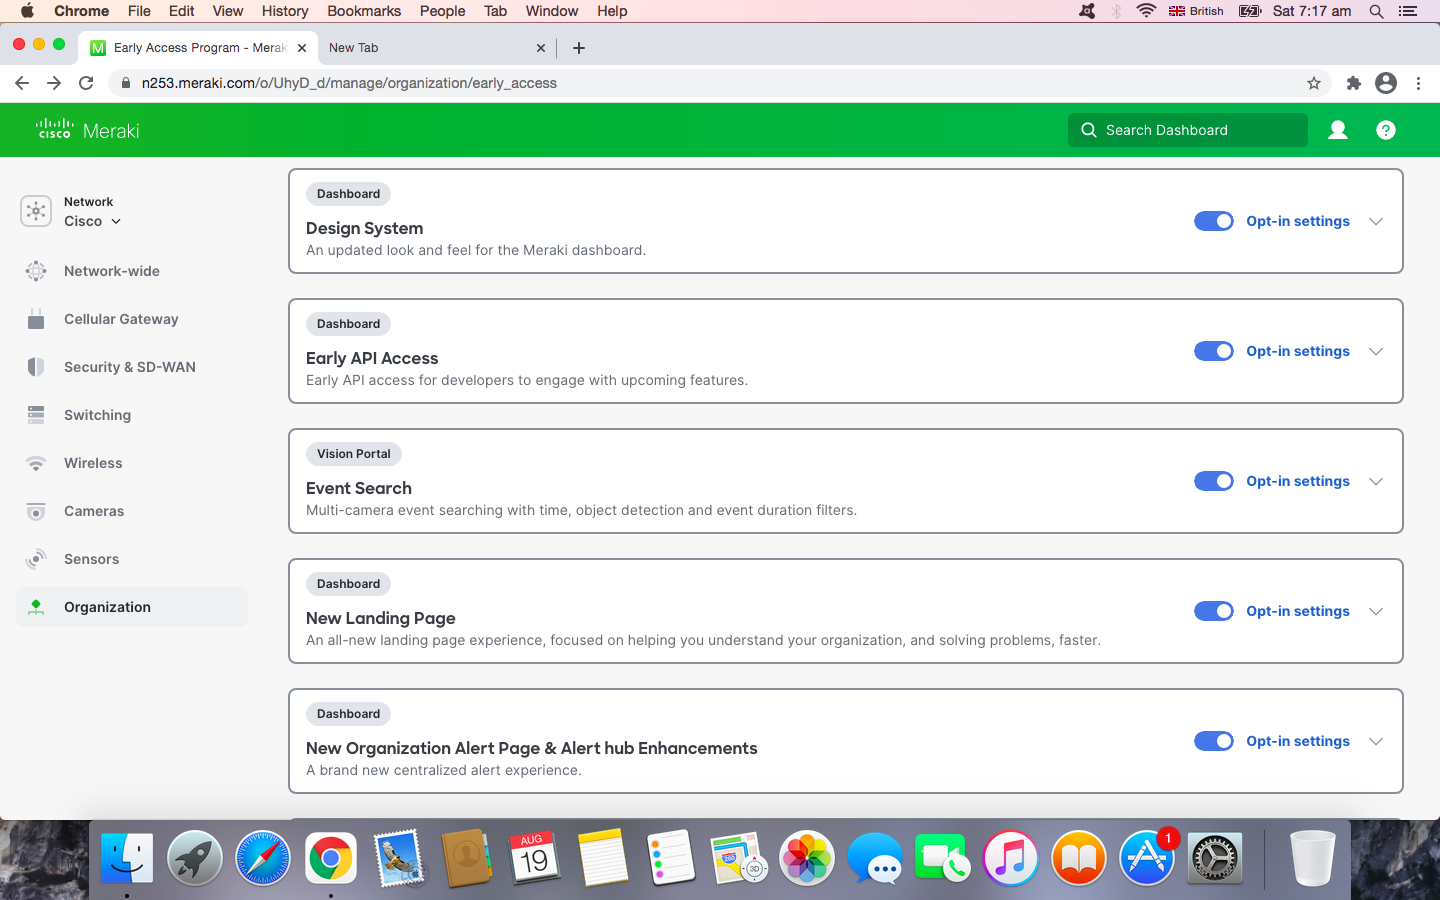 Chrome File Edit View History Bookmarks People Tab Window Help British Sat 7:17 am
Early Access Program - Merak
New Tab
n253.meraki.com/o/UhyD_d/manage/organization/early_access
CISCO Meraki
Search Dashboard
Network
Cisco
Network-wide
Cellular Gateway
Security & SD-WAN
Switching
Wireless
Cameras
Sensors
Organization
Dashboard
Design System
An updated look and feel for the Meraki dashboard.
Opt-in settings
Dashboard
Early API Access
Early API access for developers to engage with upcoming features.
Opt-in settings
Vision Portal
Event Search
Multi-camera event searching with time, object detection and event duration filters.
Opt-in settings
Dashboard
New Landing Page
An all-new landing page experience, focused on helping you understand your organization, and solving problems, faster.
Opt-in settings
Dashboard
New Organization Alert Page & Alert hub Enhancements
A brand new centralized alert experience.
Opt-in settings
AUG
19
280
3D
1